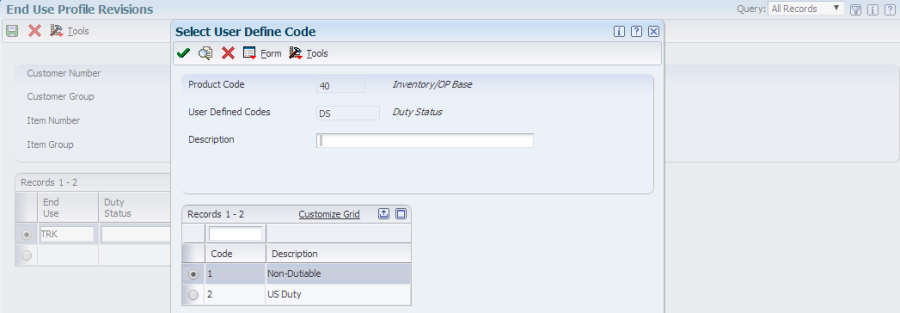 End Use Profile Revisions
Query: All Records
Tools
Customer Number
Customer Group
Item Number
Item Group
Records 1 - 2
End Use
Duty Status
TRK
Select User Define Code
Form Tools
Product Code 40 Inventory/OP Base
User Defined Codes DS Duty Status
Description
Records 1 - 2 Customize Grid
Code Description
1 Non-Dutiable
2 US Duty